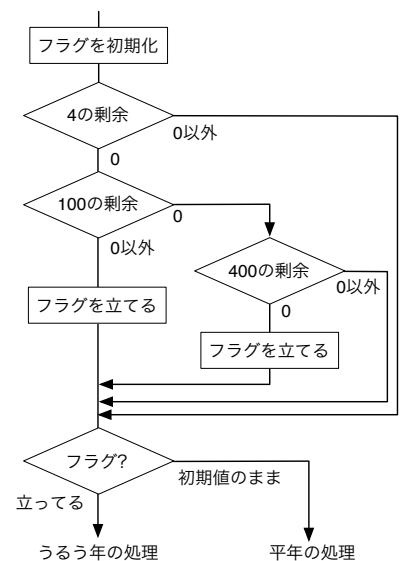 フラグを初期化
4の剰余
0以外
0
100の剰余
0
0以外
400の剰余
0以外
0
フラグを立てる
フラグを立てる
フラグ?
初期値のまま
立ってる
うるう年の処理
平年の処理